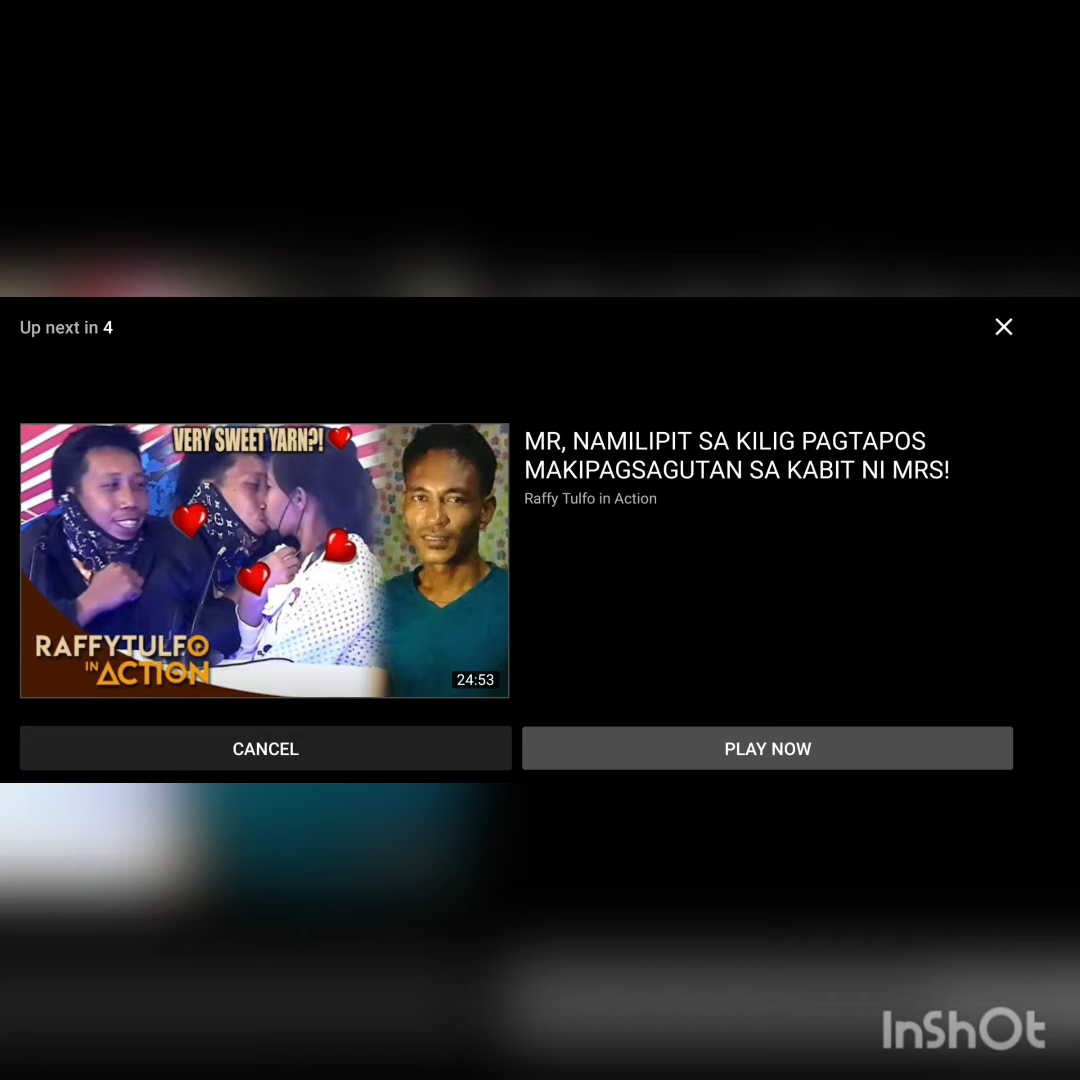 Up next in 4
VERY SWEET YARN?!
RAFFYTULFO
IN ACTION
24:53
MR, NAMILIPIT SA KILIG PAGTAPOS
MAKIPAGSAGUTAN SA KABIT NI MRS!
Raffy Tulfo in Action
CANCEL
PLAY NOW
InShOt